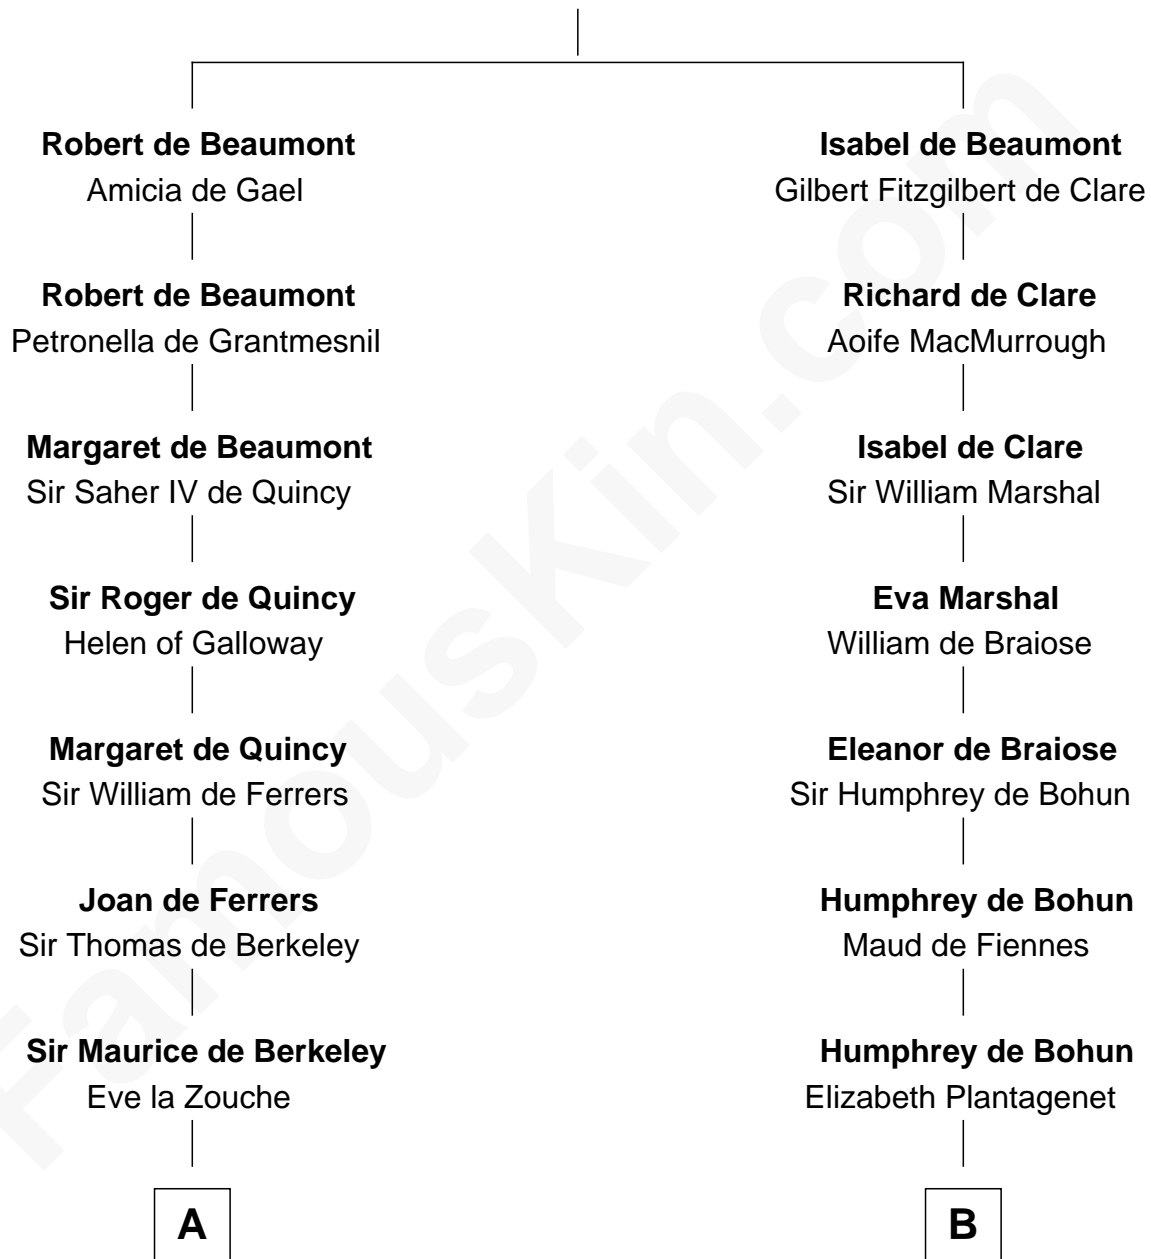 Robert de Beaumont
Amicia de Gael
Robert de Beaumont
Petronella de Grantmesnil
Margaret de Beaumont
Sir Saher IV de Quincy
Sir Roger de Quincy
Helen of Galloway
Margaret de Quincy
Sir William de Ferrers
Joan de Ferrers
Sir Thomas de Berkeley
Sir Maurice de Berkeley
Eve la Zouche
A
Isabel de Beaumont
Gilbert Fitzgilbert de Clare
Richard de Clare
Aoife MacMurrough
Isabel de Clare
Sir William Marshal
Eva Marshal
William de Braiose
Eleanor de Braiose
Sir Humphrey de Bohun
Humphrey de Bohun
Maud de Fiennes
Humphrey de Bohun
Elizabeth Plantagenet
B
FamousKin.com